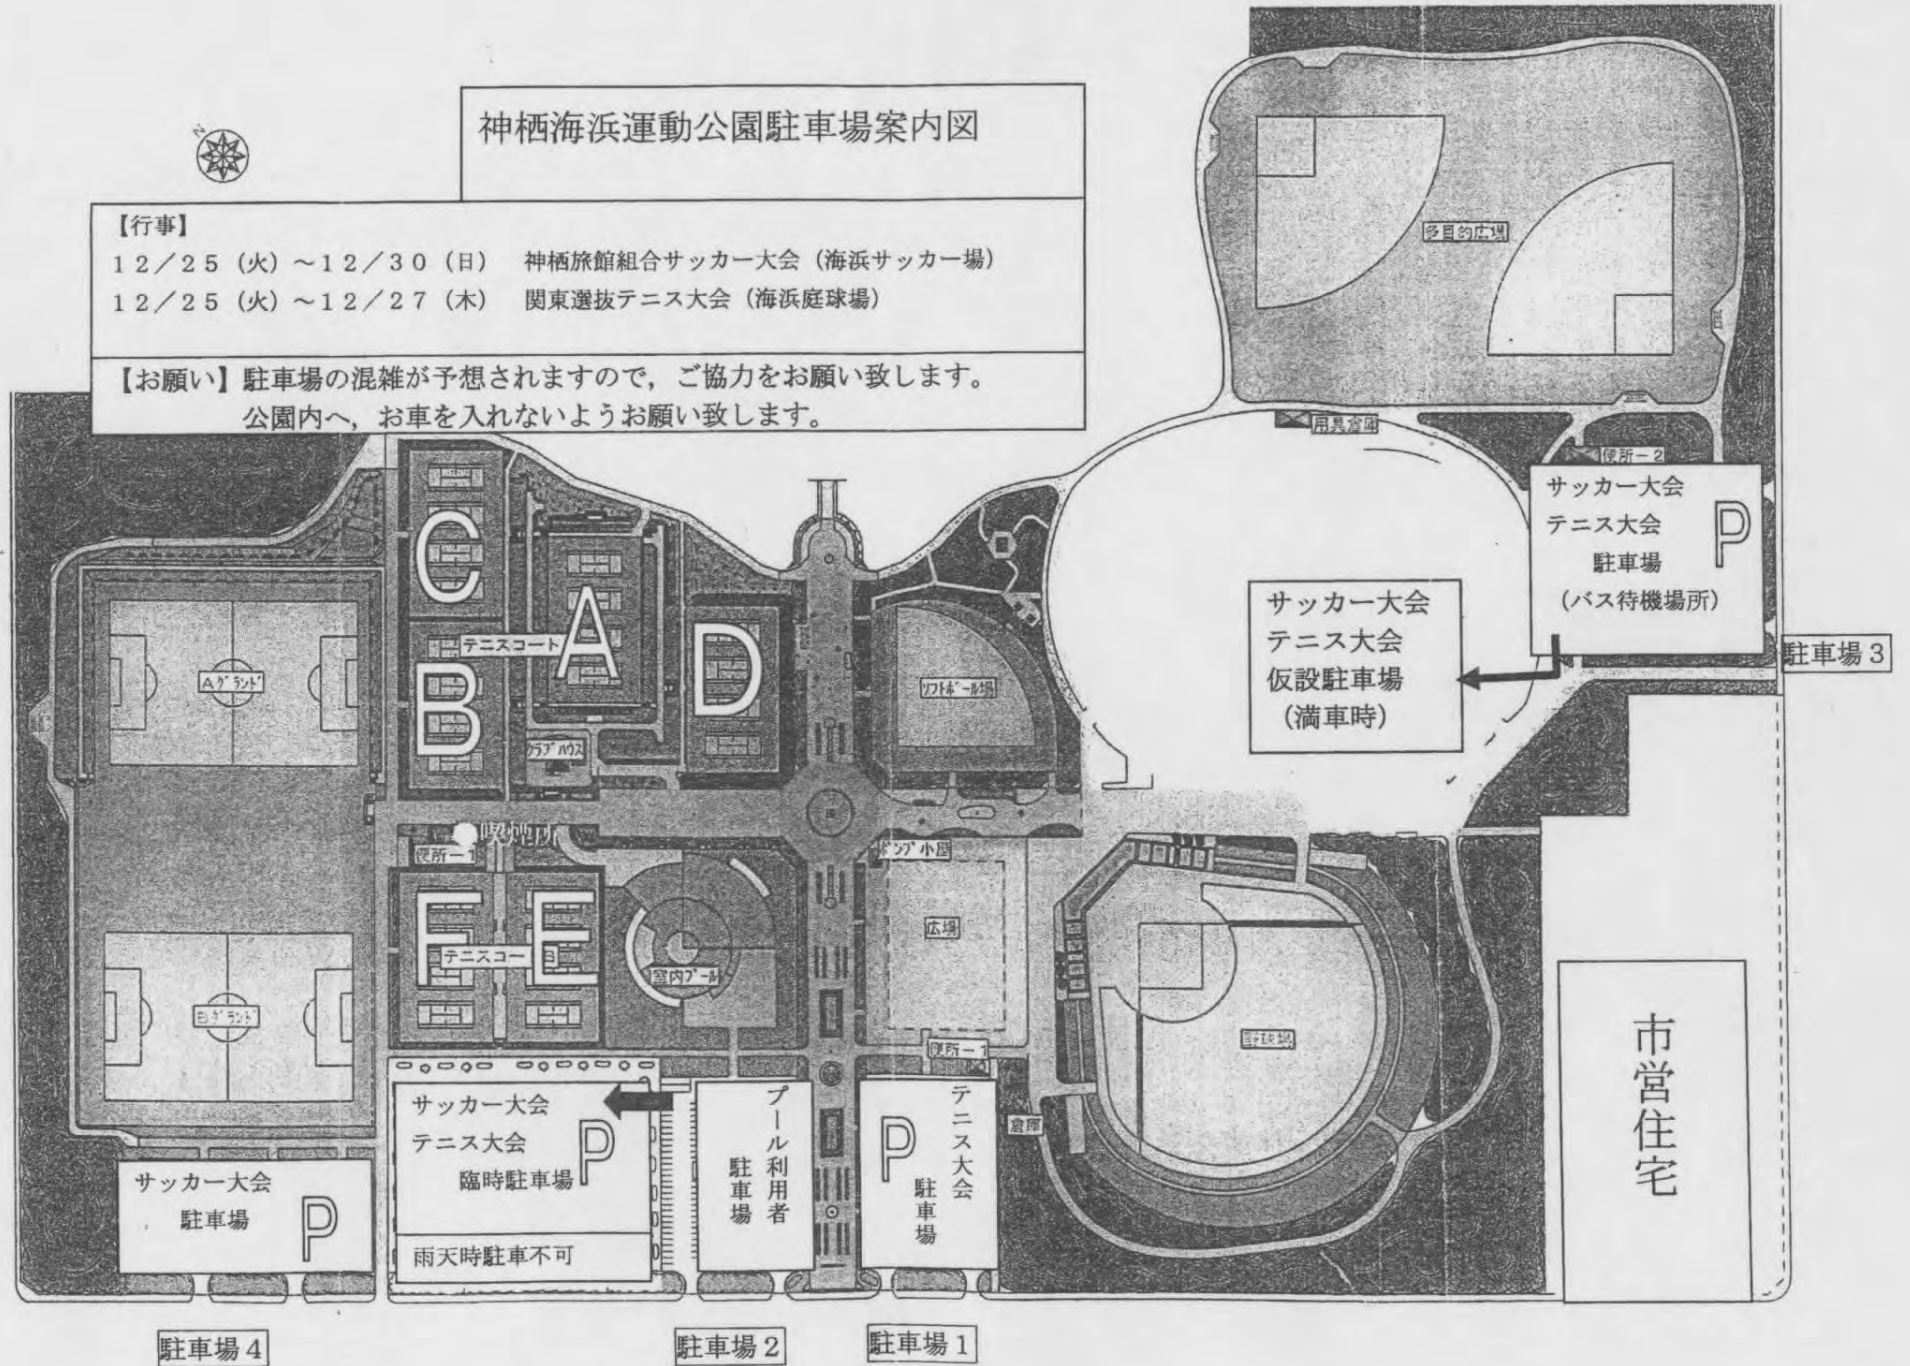 神栖海浜運動公園駐車場案内図
N
【行事】
12/25(火)~12/30(日) 神栖旅館組合サッカー大会(海浜サッカー場)
12/25(火)~12/27(木) 関東選抜テニス大会(海浜庭球場)
【お願い】駐車場の混雑が予想されますので,ご協力をお願い致します。
公園内へ,お車を入れないようお願い致します。
多目的広場
用具倉庫
便所-2
サッカー大会
テニス大会
駐車場
(バス待機場所)
P
サッカー大会
テニス大会
仮設駐車場
(満車時)
駐車場3
C
A
テニスコート
B
D
Aグランド
ソフトボール場
クラブハウス
喫煙所
便所-1
ポンプ小屋
F
E
テニスコー
広場
室内プール
Bグランド
野球場
便所-1
倉庫
市営住宅
サッカー大会
テニス大会
臨時駐車場
P
雨天時駐車不可
プール利用者
駐車場
テニス大会
駐車場
P
サッカー大会
駐車場
P
駐車場4
駐車場2
駐車場1